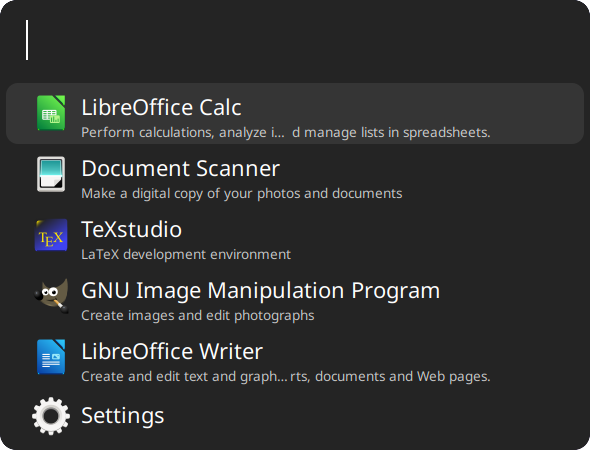 LibreOffice Calc
Perform calculations, analyze i... d manage lists in spreadsheets.
Document Scanner
Make a digital copy of your photos and documents
TEX
TeXstudio
LaTeX development environment
GNU Image Manipulation Program
Create images and edit photographs
LibreOffice Writer
Create and edit text and graph... rts, documents and Web pages.
Settings